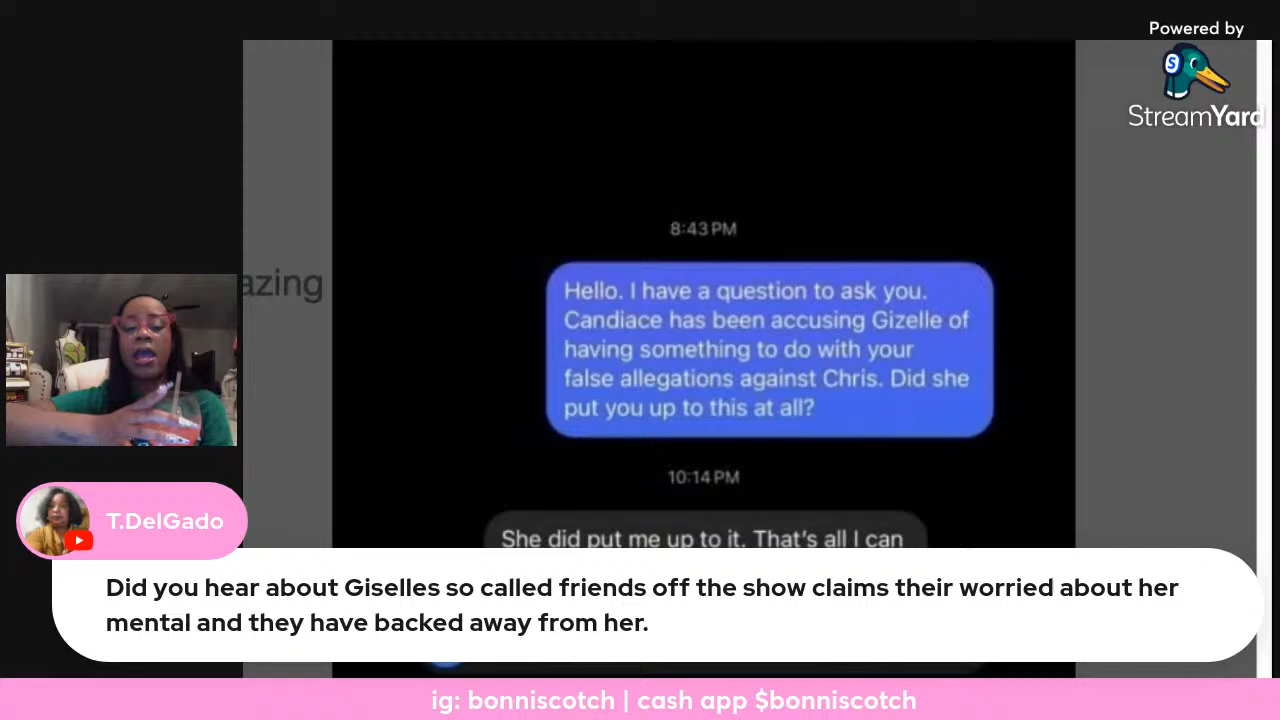 Powered by
StreamYard
8:43 PM
azing
Hello. I have a question to ask you.
Candiace has been accusing Gizelle of
having something to do with your
false allegations against Chris. Did she
put you up to this at all?
10:14 PM
She did put me up to it. That's all I can
T.DelGado
Did you hear about Giselles so called friends off the show claims their worried about her
mental and they have backed away from her.
ig: bonniscotch | cash app $bonniscotch